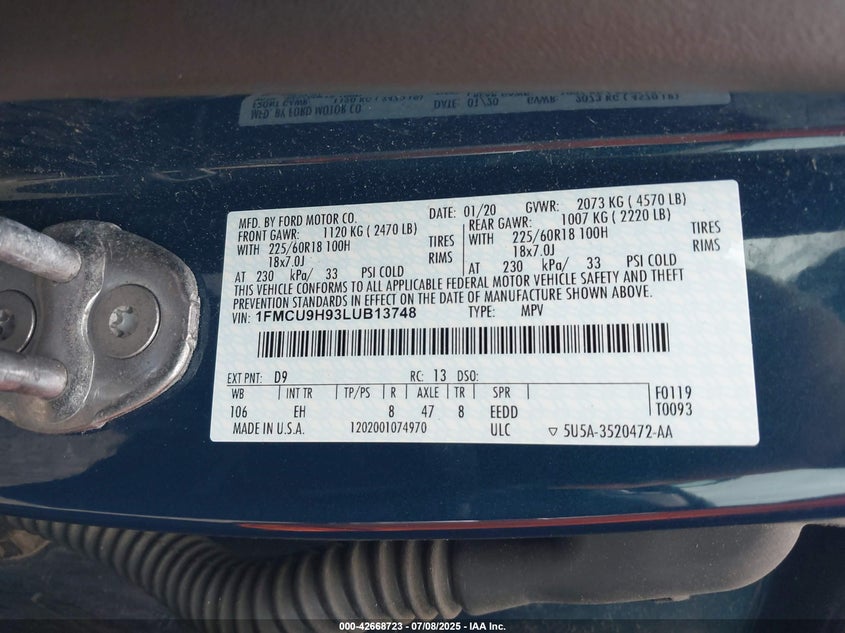 MFD. BY FORD MOTOR CO.
DATE: 01/20 GVWR: 2073 KG ( 4570 LB)
FRONT GAWR: 1120 KG ( 2470 LB) REAR GAWR: 1007 KG ( 2220 LB)
WITH 225/60R18 100H TIRES WITH 225/60R18 100H TIRES
18x7.0J RIMS 18x7.0J RIMS
AT 230 kPa/ 33 PSI COLD AT 230 kPa/ 33 PSI COLD
THIS VEHICLE CONFORMS TO ALL APPLICABLE FEDERAL MOTOR VEHICLE SAFETY AND THEFT
PREVENTION STANDARDS IN EFFECT ON THE DATE OF MANUFACTURE SHOWN ABOVE.
VIN: 1FMCU9H93LUB13748 TYPE: MPV
EXT PNT: D9 RC: 13 DSO:
WB INT TR TP/PS R AXLE TR SPR F0119
106 EH 8 47 8 EEDD T0093
MADE IN U.S.A. 1202001074970 ULC ▽ 5U5A-3520472-AA
000-42668723 - 07/08/2025 - IAA Inc.